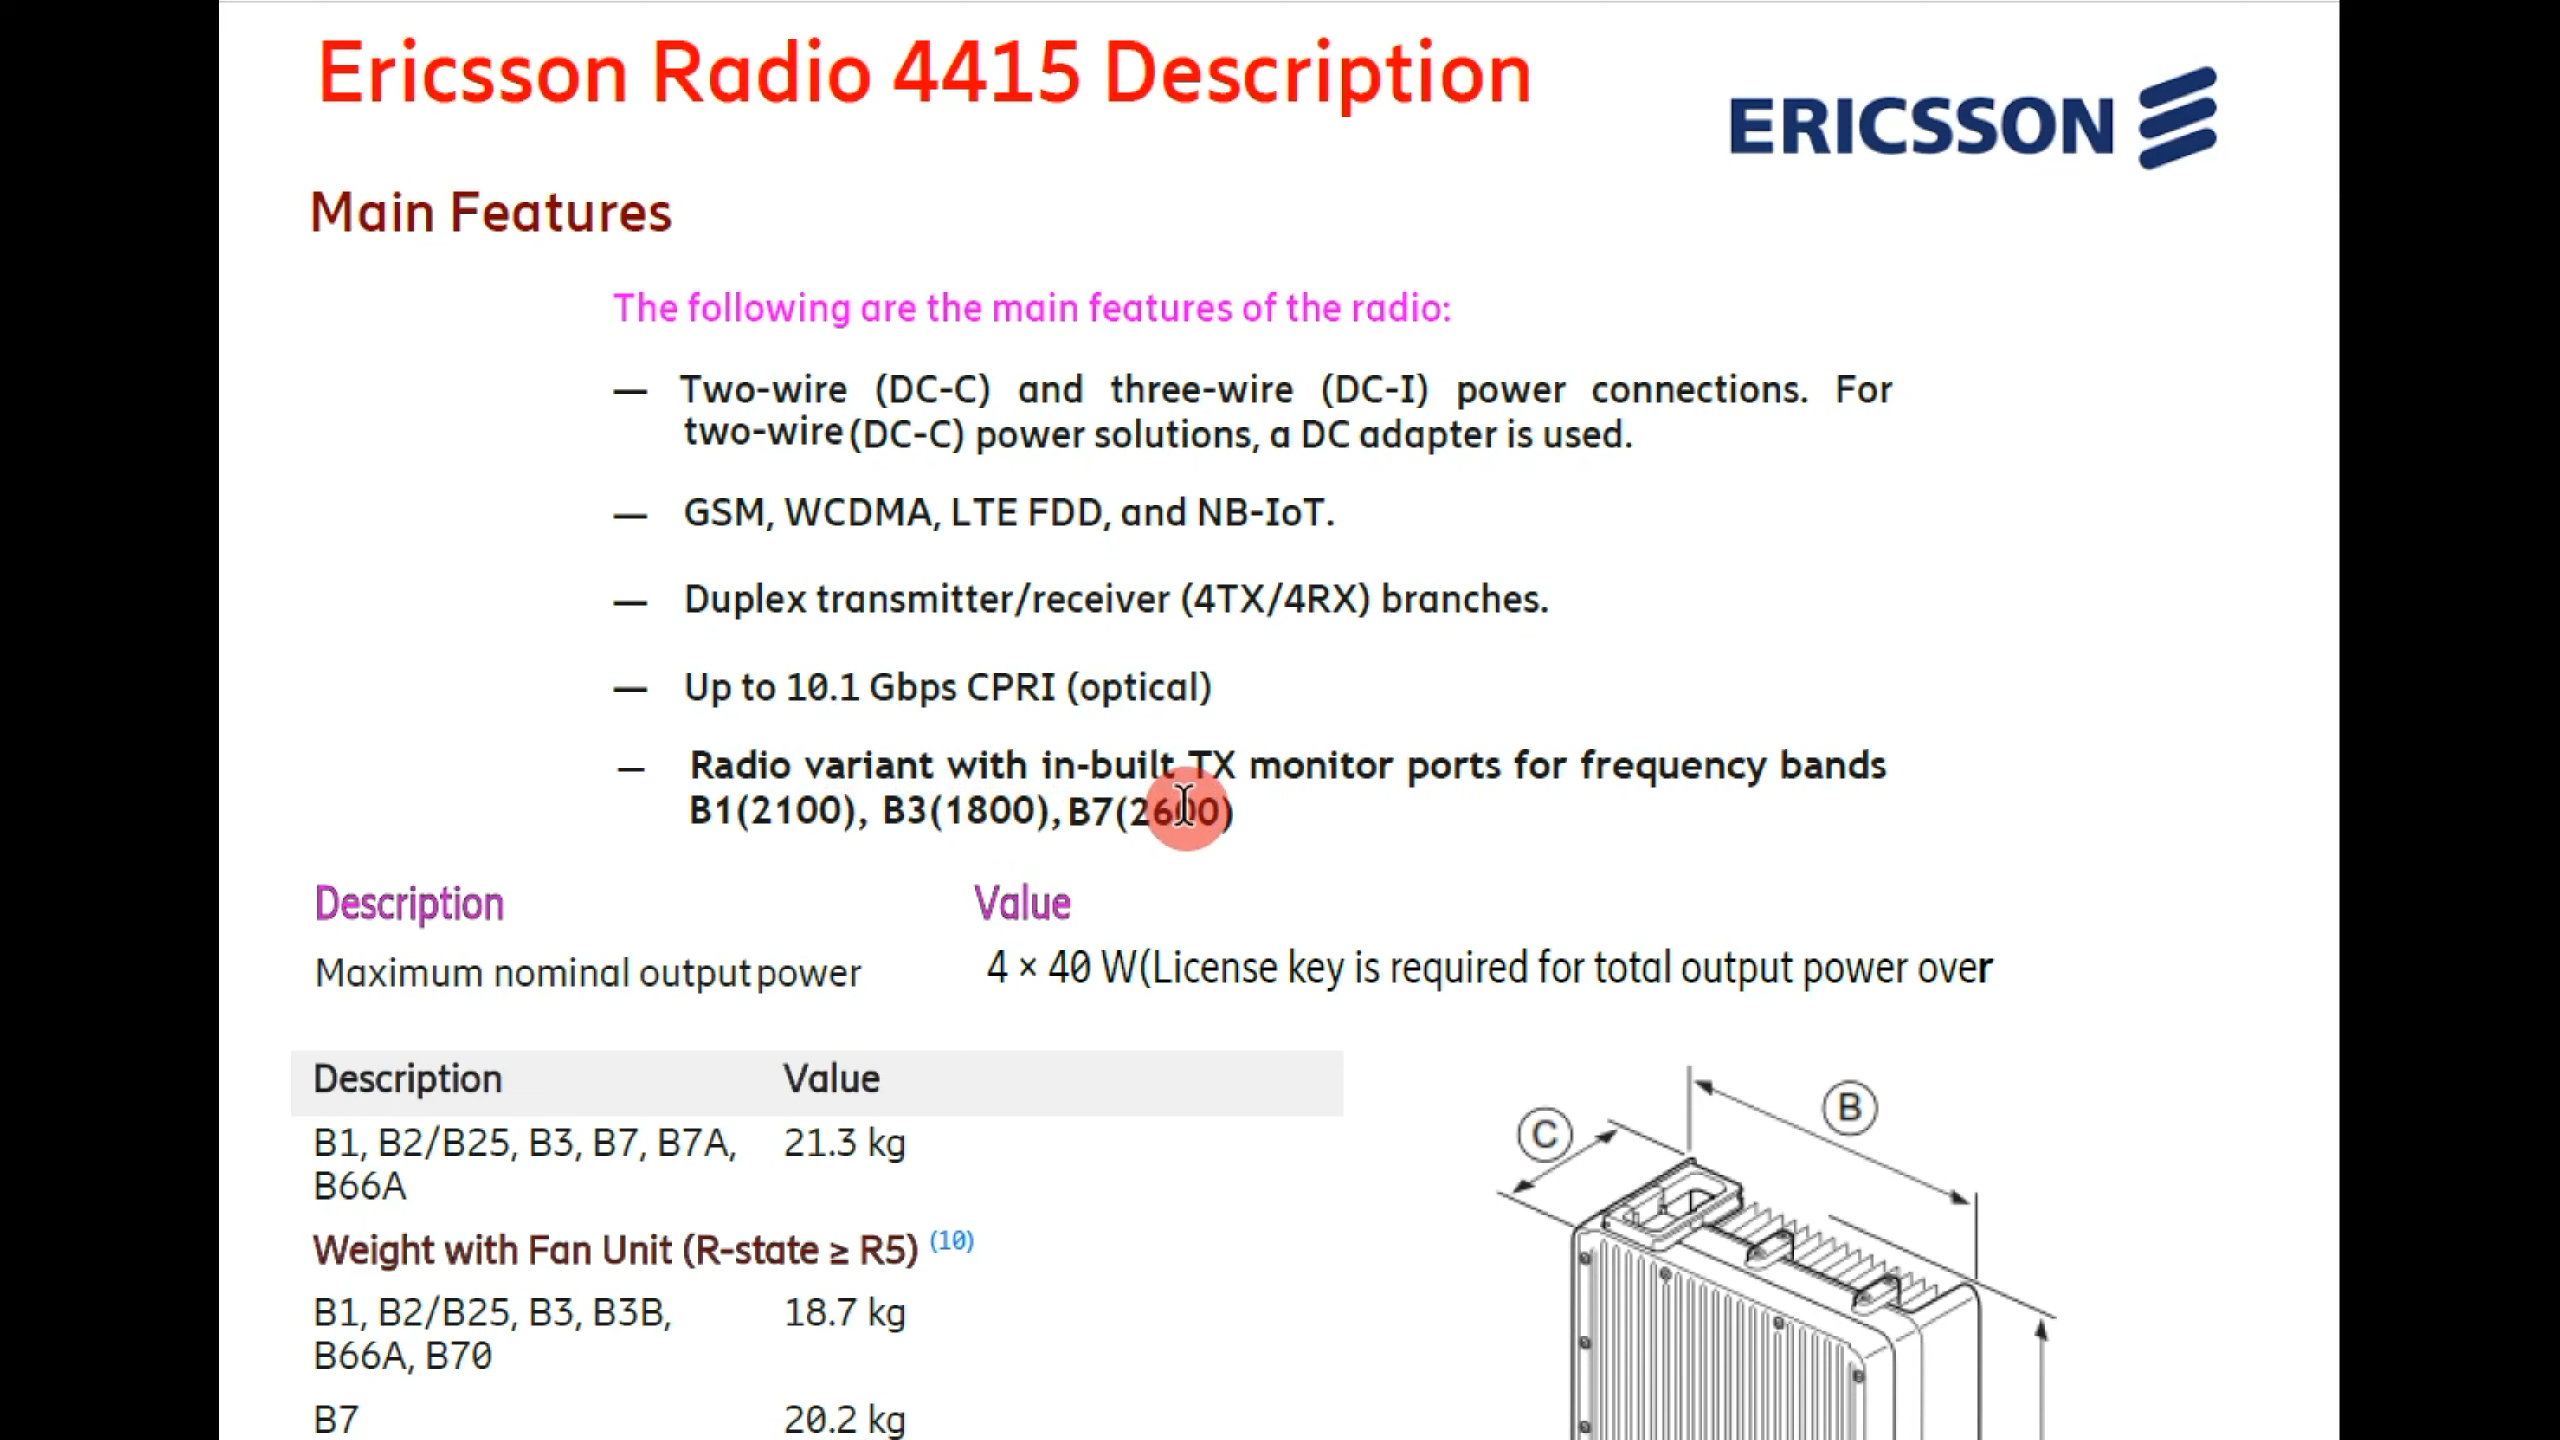 Ericsson Radio 4415 Description
ERICSSON
Main Features
The following are the main features of the radio:
— Two-wire (DC-C) and three-wire (DC-I) power connections. For
two-wire (DC-C) power solutions, a DC adapter is used.
— GSM, WCDMA, LTE FDD, and NB-IoT.
— Duplex transmitter/receiver (4TX/4RX) branches.
— Up to 10.1 Gbps CPRI (optical)
— Radio variant with in-built TX monitor ports for frequency bands
B1(2100), B3(1800), B7(2600)
Description Value
Maximum nominal output power 4 × 40 W(License key is required for total output power over
Description Value
B1, B2/B25, B3, B7, B7A, 21.3 kg
B66A
Weight with Fan Unit (R-state ≥ R5) (10)
B1, B2/B25, B3, B3B, 18.7 kg
B66A, B70
B7 20.2 kg
B
C